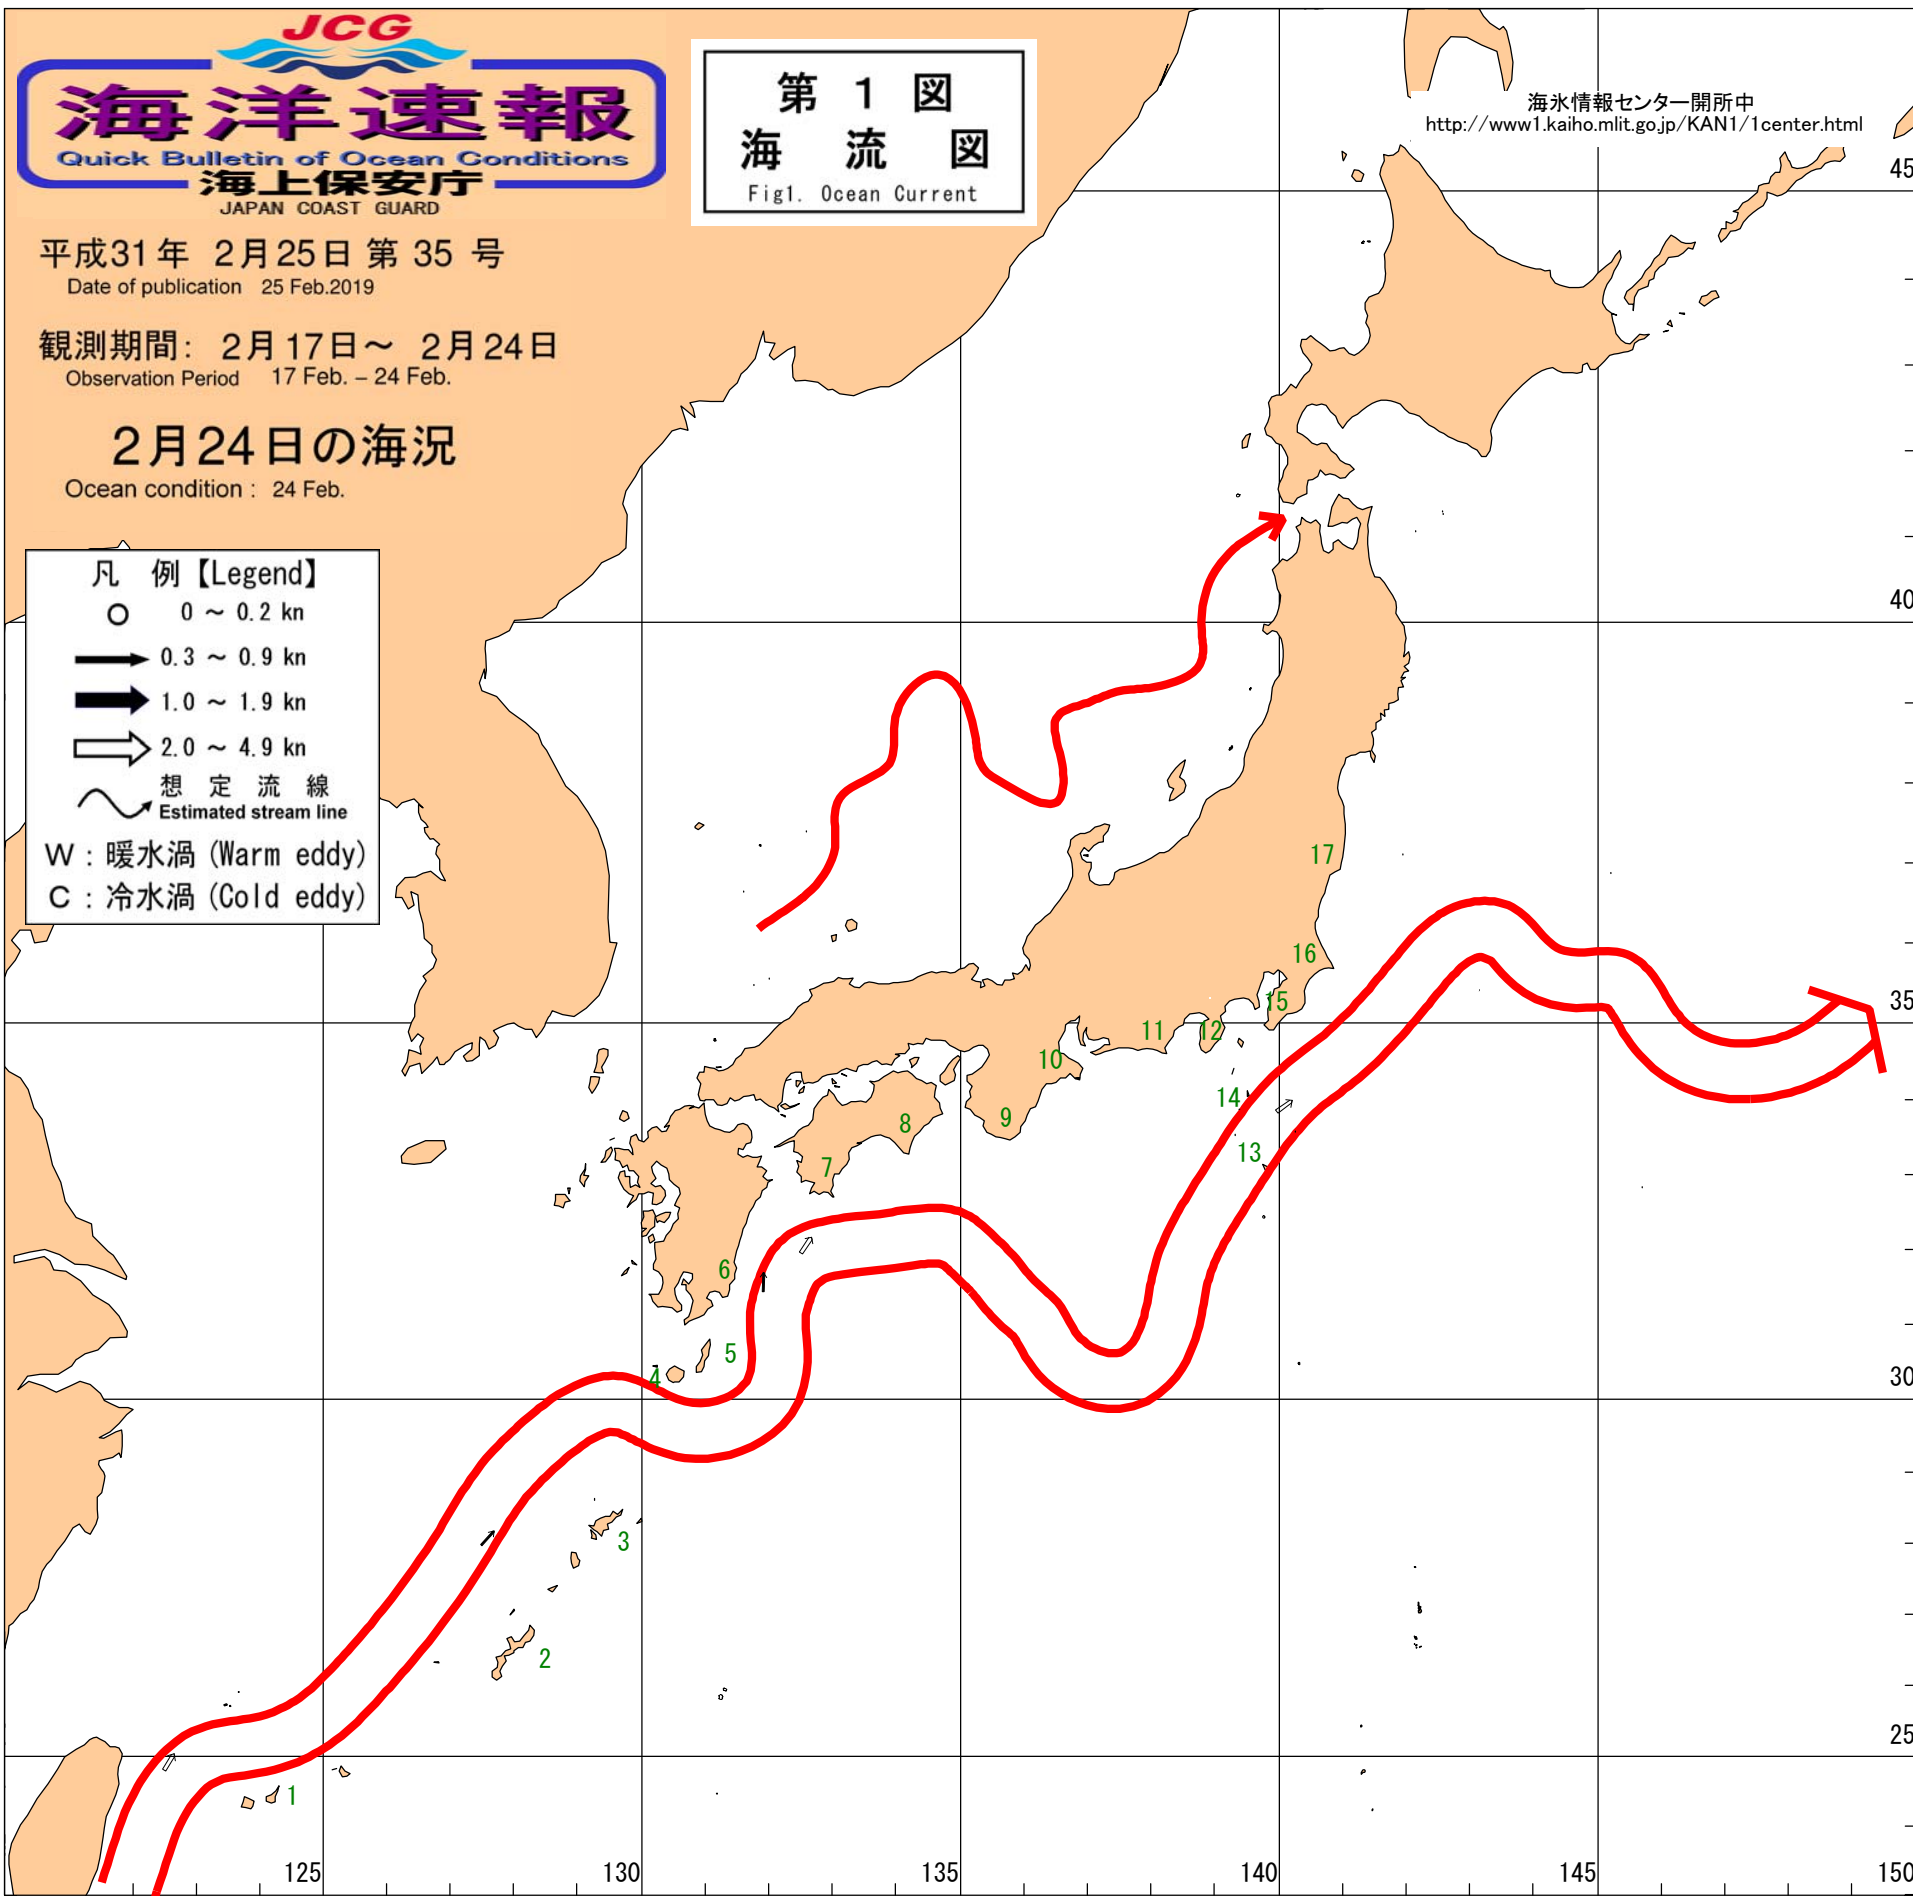 JCG
海洋速報
Quick Bulletin of Ocean Conditions
海上保安庁
JAPAN COAST GUARD
第 1 図
海 流 図
Fig1. Ocean Current
海氷情報センター開所中
http://www1.kaiho.mlit.go.jp/KAN1/1center.html
平成31年 2月25日 第 35 号
Date of publication 25 Feb.2019
観測期間： 2月17日～ 2月24日
Observation Period 17 Feb. – 24 Feb.
2月24日の海況
Ocean condition : 24 Feb.
凡 例【Legend】
0 ～ 0.2 kn
0.3 ～ 0.9 kn
1.0 ～ 1.9 kn
2.0 ～ 4.9 kn
想 定 流 線
Estimated stream line
W : 暖水渦 (Warm eddy)
C : 冷水渦 (Cold eddy)
45
40
35
30
25
17
16
15
11
12
10
14
9
8
13
7
6
5
4
3
2
1
125
130
135
140
145
150